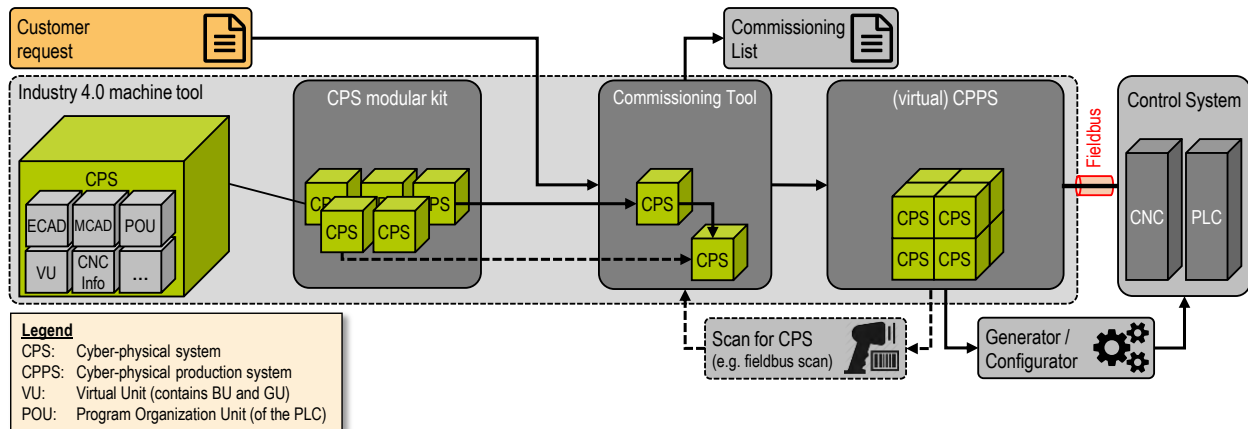 Customer
request
Commissioning
List
Industry 4.0 machine tool
CPS modular kit
Commissioning Tool
(virtual) CPPS
Control System
Fieldbus
CPS
ECAD
MCAD
POU
VU
CNC
Info
...
CPS
CPS
CPS
CPS
CPS
CPS
CPS
CPS
CPS
CPS
CNC
PLC
Scan for CPS
(e.g. fieldbus scan)
Generator /
Configurator
Legend
CPS: Cyber-physical system
CPPS: Cyber-physical production system
VU: Virtual Unit (contains BU and GU)
POU: Program Organization Unit (of the PLC)